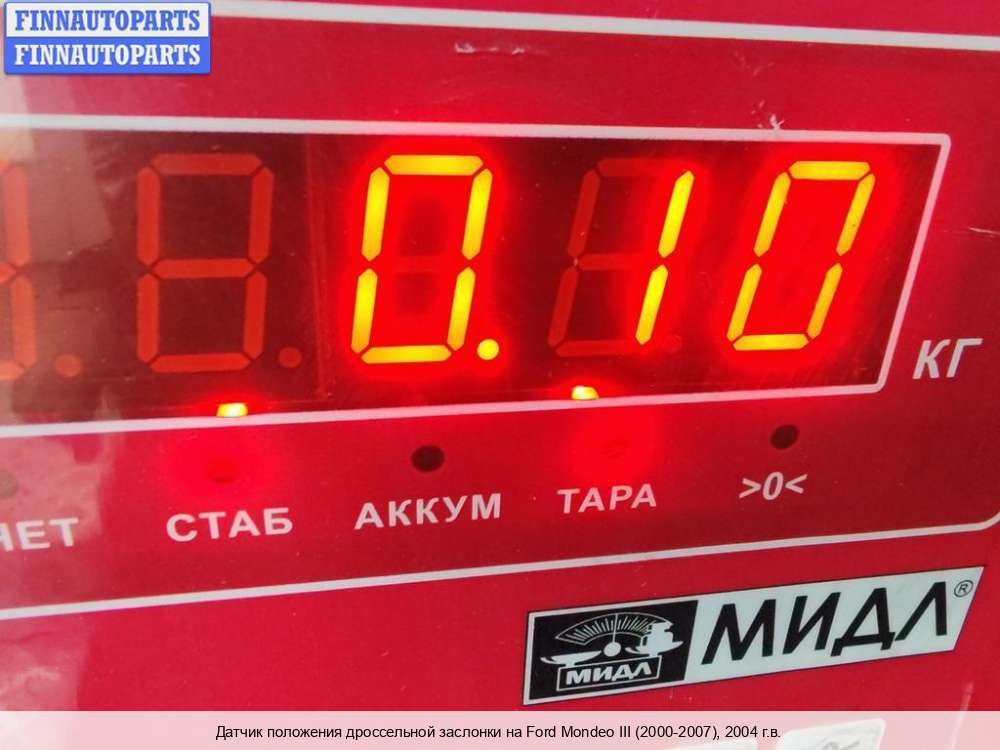 FINNAUTOPARTS
FINNAUTOPARTS
0.10
КГ
СТАБ АККУМ ТАРА >0<
МИДЛ МИДЛ®
Датчик положения дроссельной заслонки на Ford Mondeo III (2000-2007), 2004 г.в.